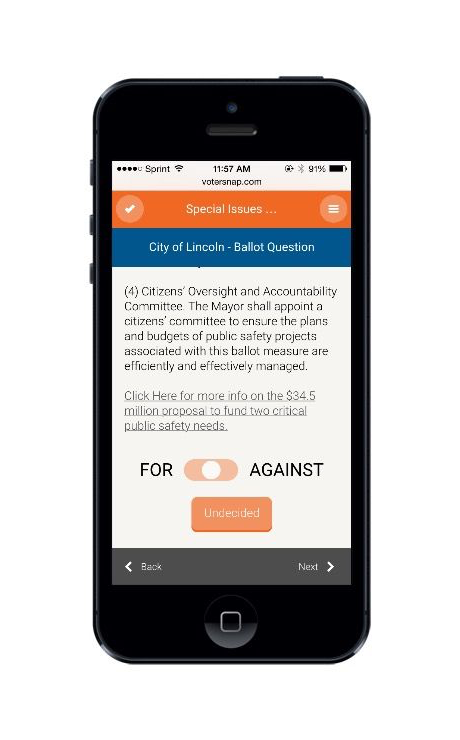 Sprint 11:57 AM 91%
votersnap.com
Special Issues ...
City of Lincoln - Ballot Question
(4) Citizens’ Oversight and Accountability
Committee. The Mayor shall appoint a
citizens’ committee to ensure the plans
and budgets of public safety projects
associated with this ballot measure are
efficiently and effectively managed.
Click Here for more info on the $34.5
million proposal to fund two critical
public safety needs.
FOR AGAINST
Undecided
Back Next